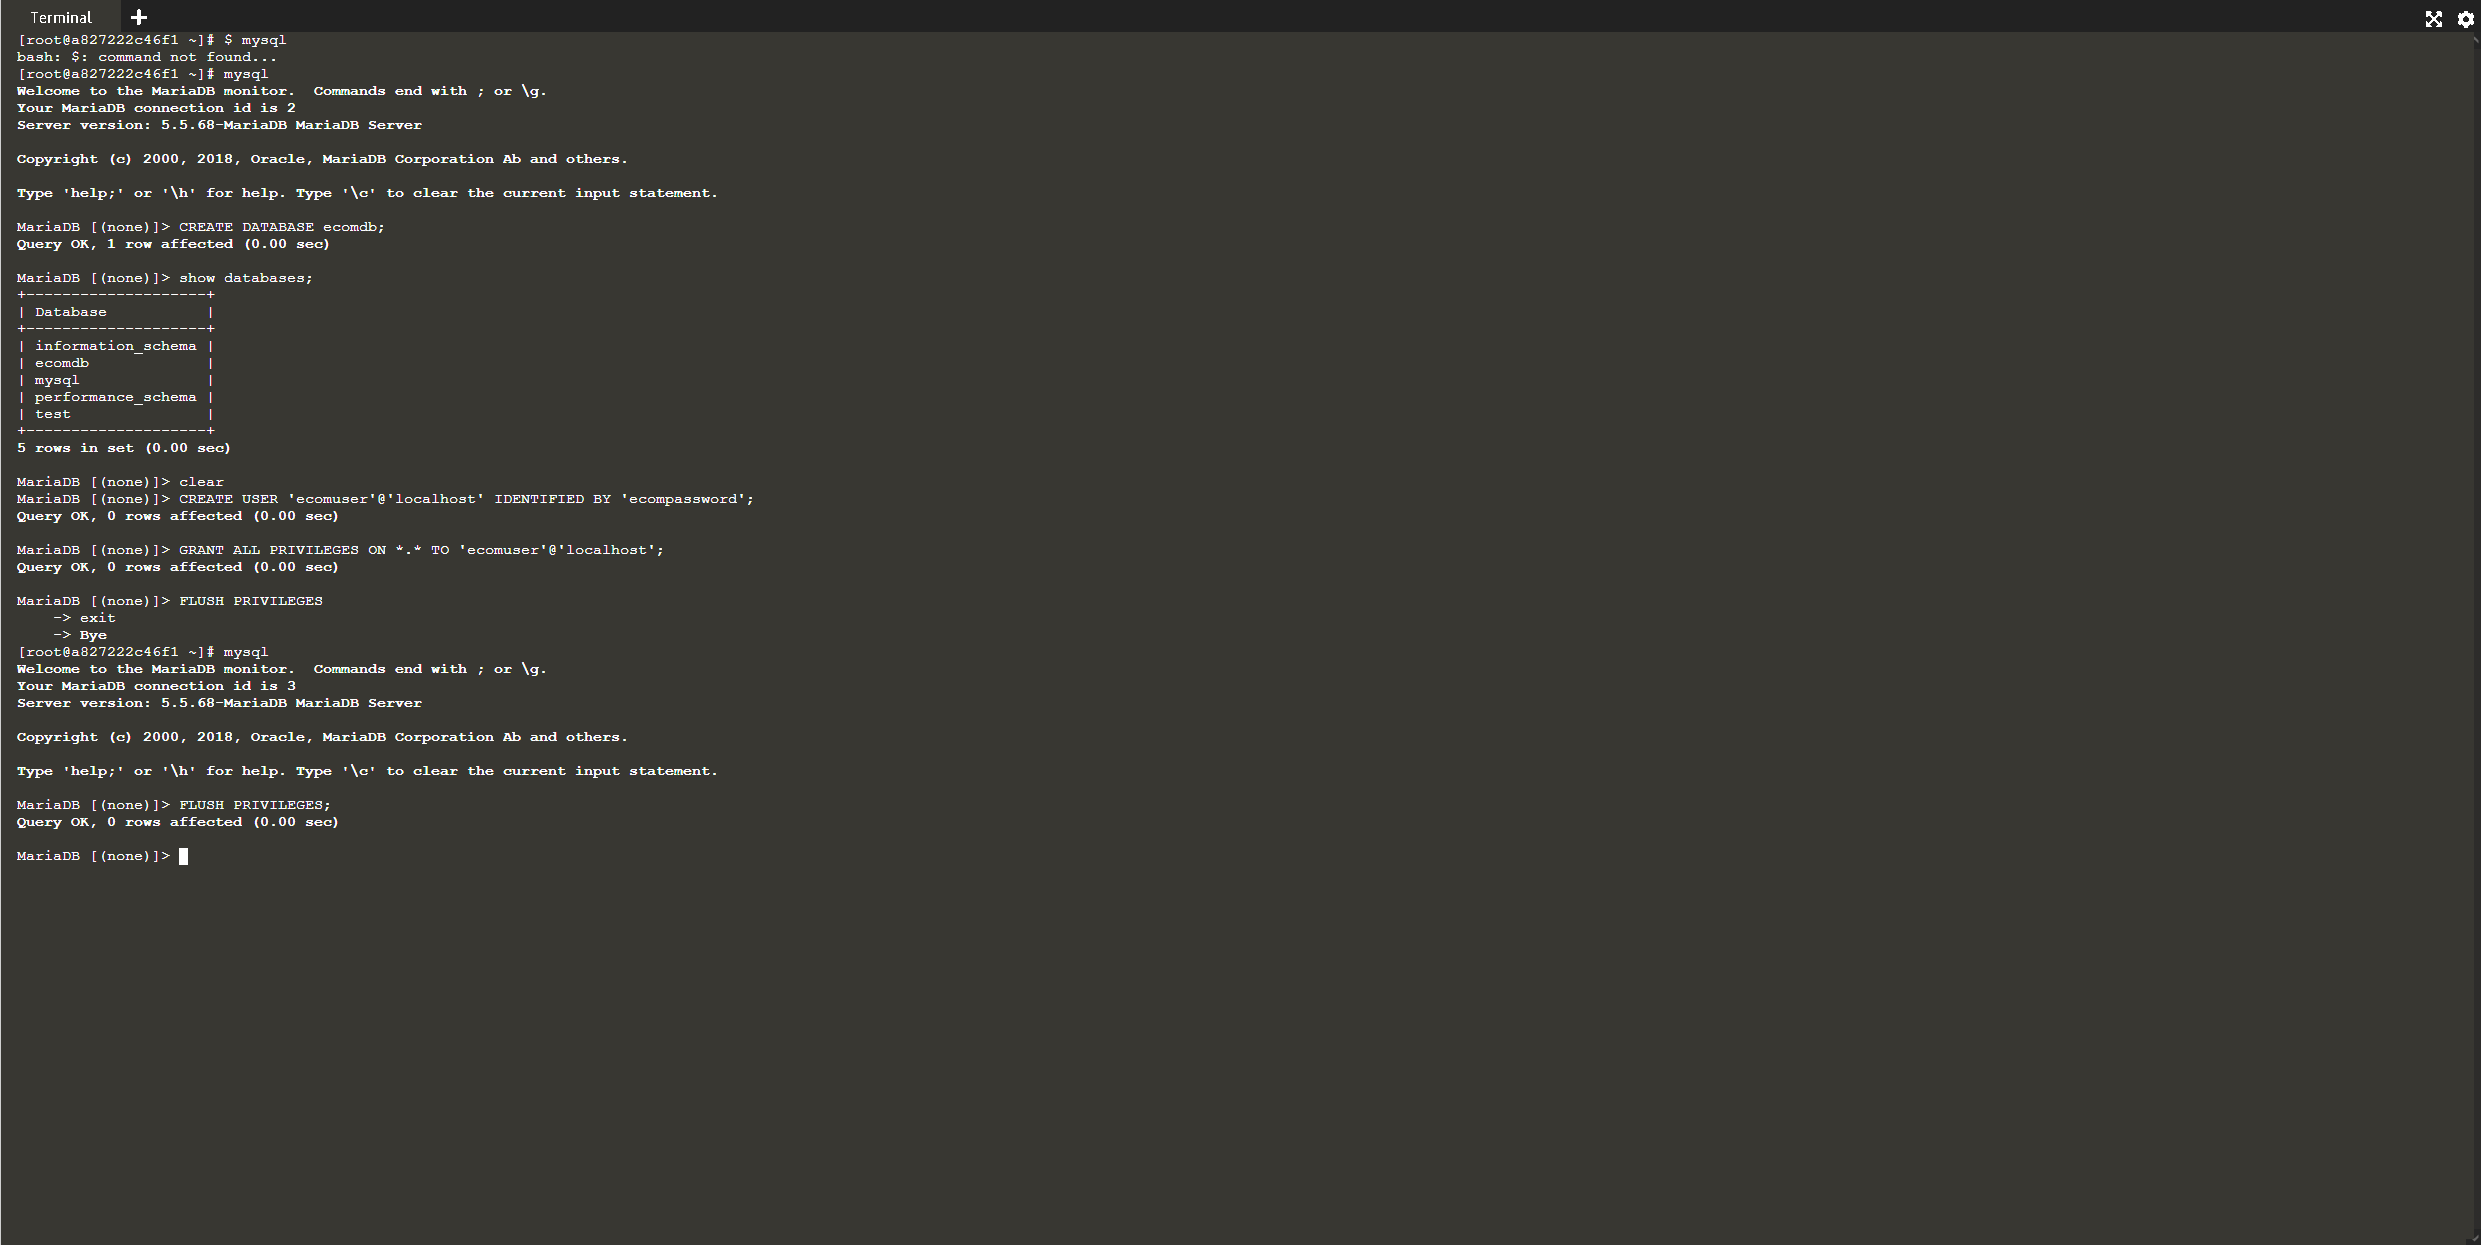 Terminal
[root@a827222c46f1 ~]# $ mysql
bash: $: command not found...
[root@a827222c46f1 ~]# mysql
Welcome to the MariaDB monitor.  Commands end with ; or \g.
Your MariaDB connection id is 2
Server version: 5.5.68-MariaDB MariaDB Server
Copyright (c) 2000, 2018, Oracle, MariaDB Corporation Ab and others.
Type 'help;' or '\h' for help. Type '\c' to clear the current input statement.
MariaDB [(none)]> CREATE DATABASE ecomdb;
Query OK, 1 row affected (0.00 sec)
MariaDB [(none)]> show databases;
+--------------------+
| Database           |
+--------------------+
| information_schema |
| ecomdb             |
| mysql              |
| performance_schema |
| test               |
+--------------------+
5 rows in set (0.00 sec)
MariaDB [(none)]> clear
MariaDB [(none)]> CREATE USER 'ecomuser'@'localhost' IDENTIFIED BY 'ecompassword';
Query OK, 0 rows affected (0.00 sec)
MariaDB [(none)]> GRANT ALL PRIVILEGES ON *.* TO 'ecomuser'@'localhost';
Query OK, 0 rows affected (0.00 sec)
MariaDB [(none)]> FLUSH PRIVILEGES
    -> exit
    -> Bye
[root@a827222c46f1 ~]# mysql
Welcome to the MariaDB monitor.  Commands end with ; or \g.
Your MariaDB connection id is 3
Server version: 5.5.68-MariaDB MariaDB Server
Copyright (c) 2000, 2018, Oracle, MariaDB Corporation Ab and others.
Type 'help;' or '\h' for help. Type '\c' to clear the current input statement.
MariaDB [(none)]> FLUSH PRIVILEGES;
Query OK, 0 rows affected (0.00 sec)
MariaDB [(none)]>